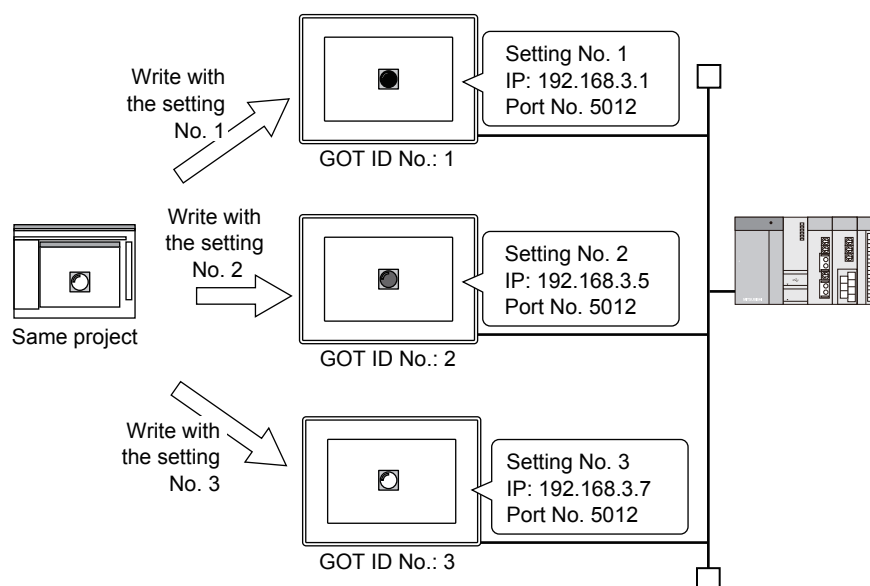 Write with
the setting
No. 1
Setting No. 1
IP: 192.168.3.1
Port No. 5012
GOT ID No.: 1
Write with
the setting
No. 2
Setting No. 2
IP: 192.168.3.5
Port No. 5012
Same project
GOT ID No.: 2
Write with
the setting
No. 3
Setting No. 3
IP: 192.168.3.7
Port No. 5012
GOT ID No.: 3